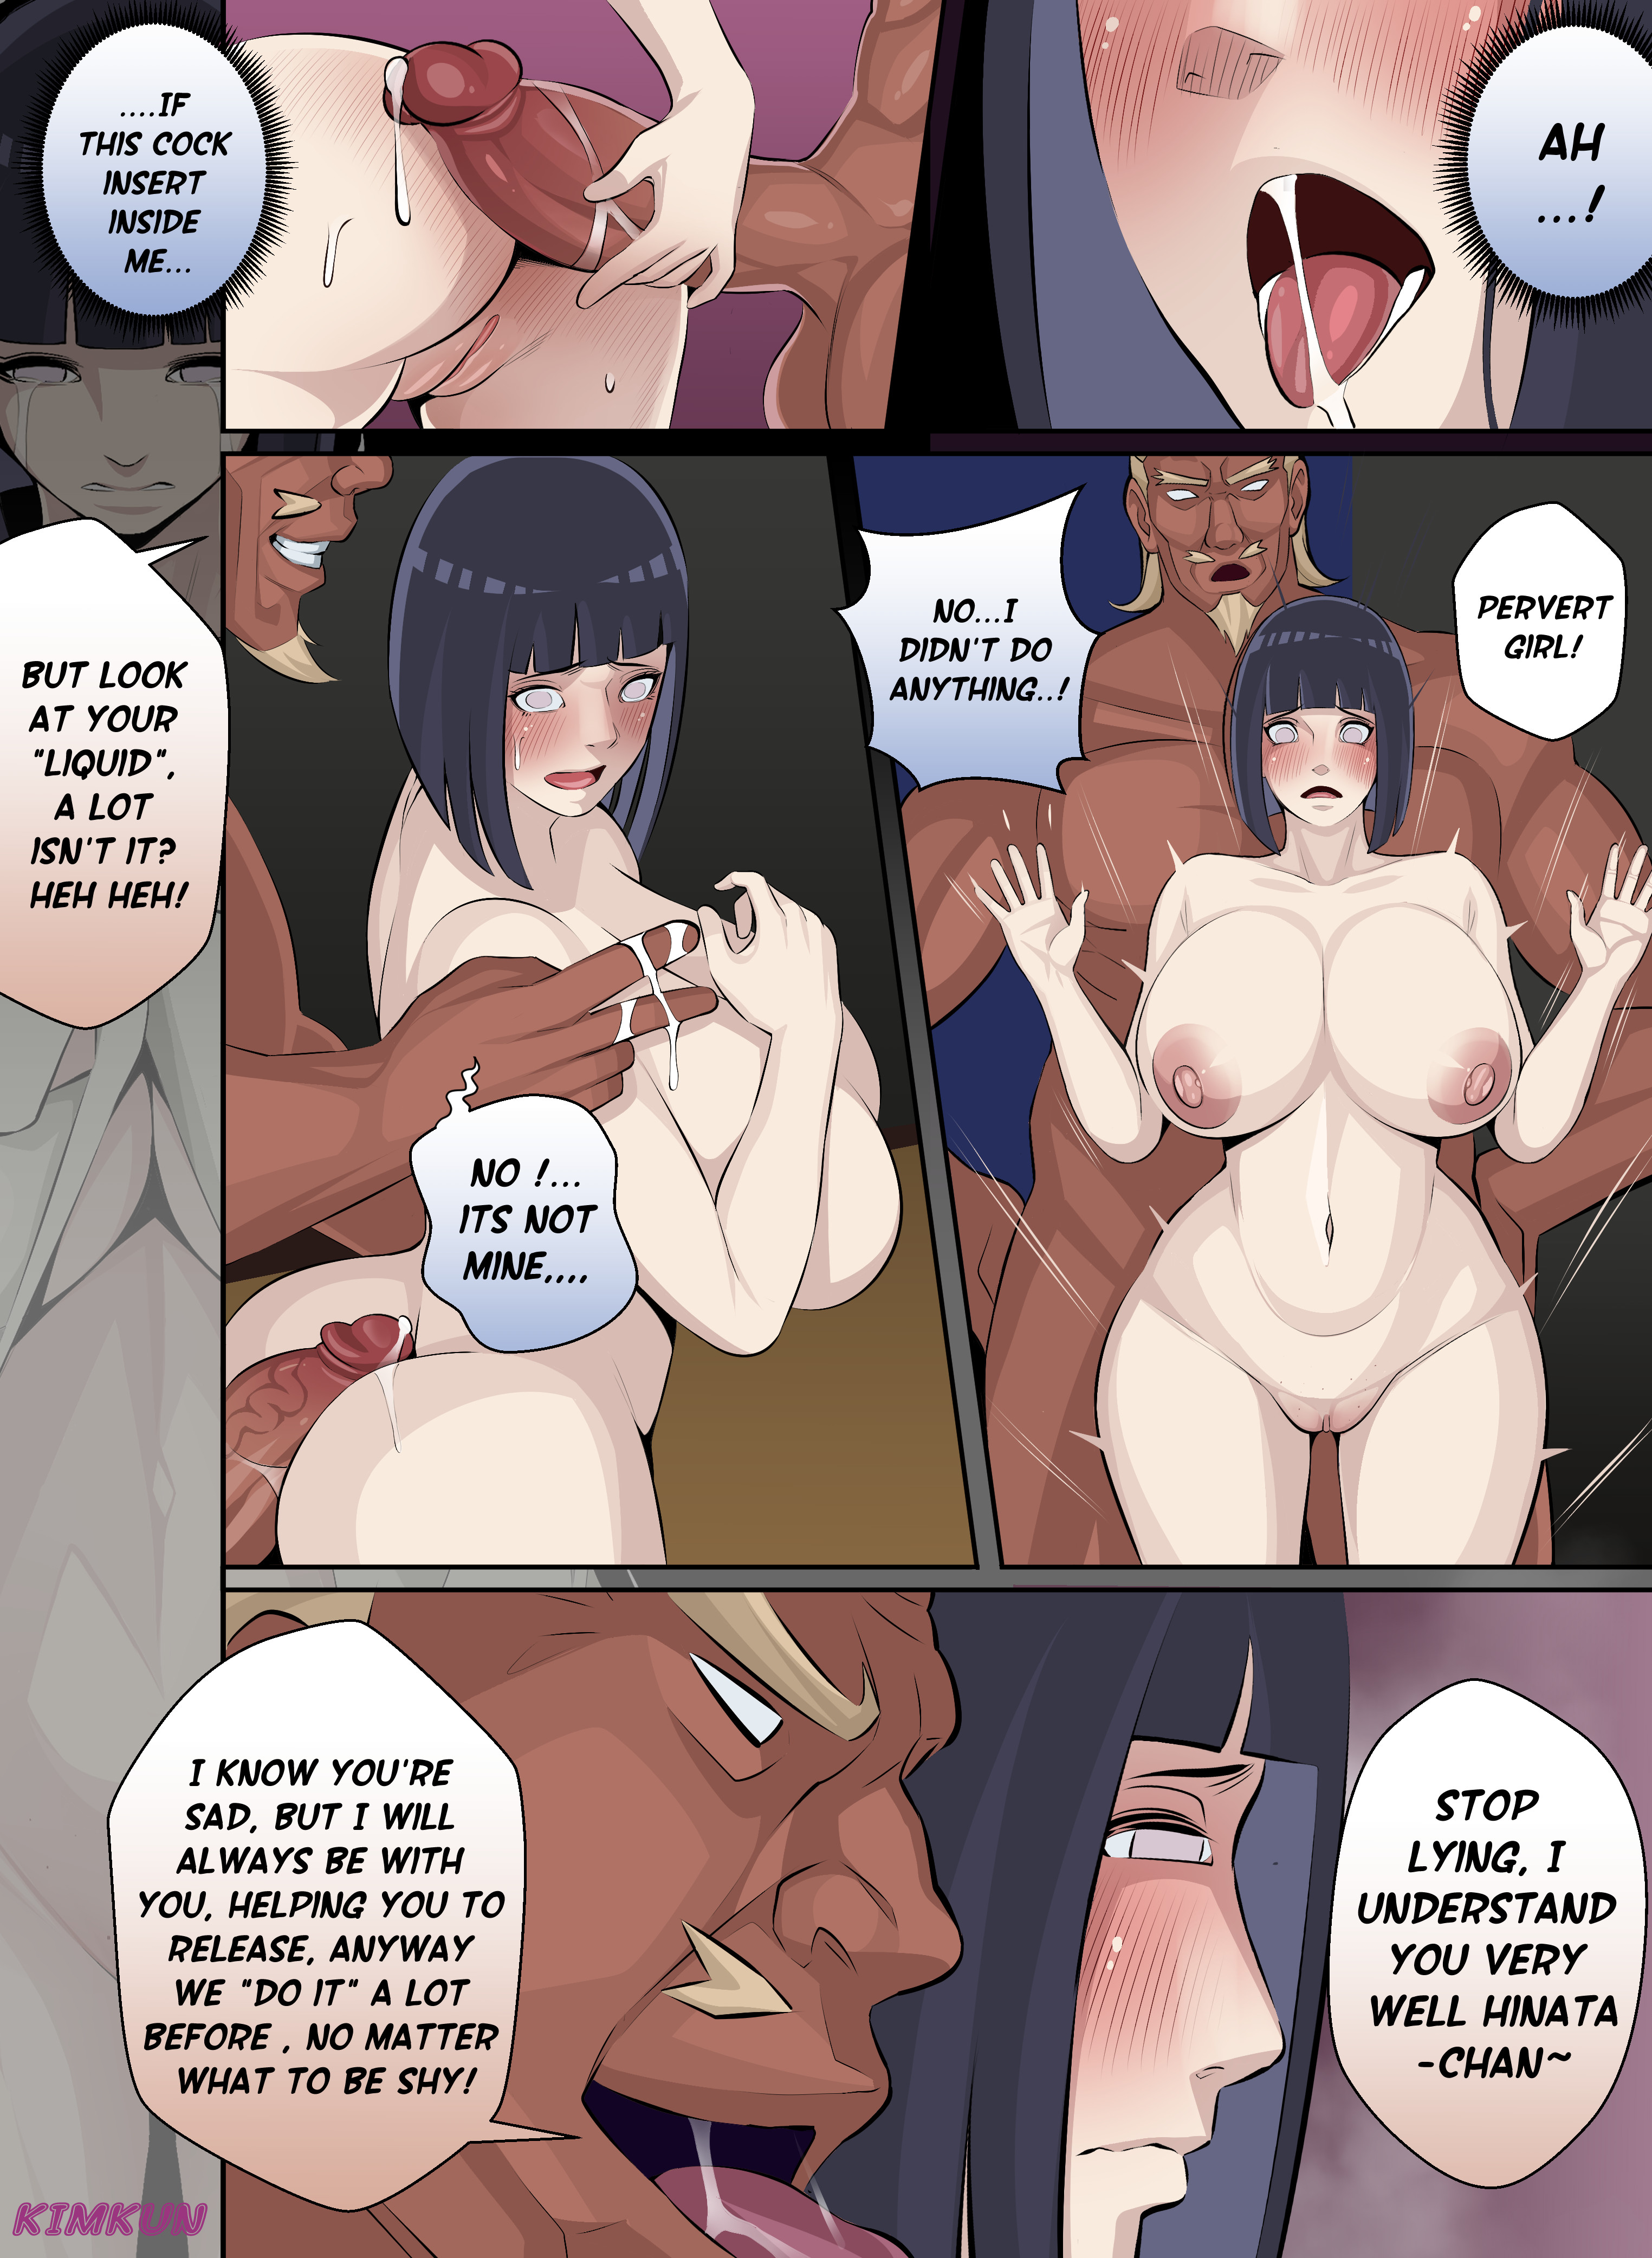 ....IF
THIS COCK
INSERT
INSIDE
ME...
AH
...!
BUT LOOK
AT YOUR
"LIQUID",
A LOT
ISN'T IT?
HEH HEH!
NO !...
ITS NOT
MINE,,,,
NO...I
DIDN'T DO
ANYTHING..!
PERVERT
GIRL!
I KNOW YOU'RE
SAD, BUT I WILL
ALWAYS BE WITH
YOU, HELPING YOU TO
RELEASE, ANYWAY
WE "DO IT" A LOT
BEFORE , NO MATTER
WHAT TO BE SHY!
STOP
LYING, I
UNDERSTAND
YOU VERY
WELL HINATA
-CHAN~
KIMKUN